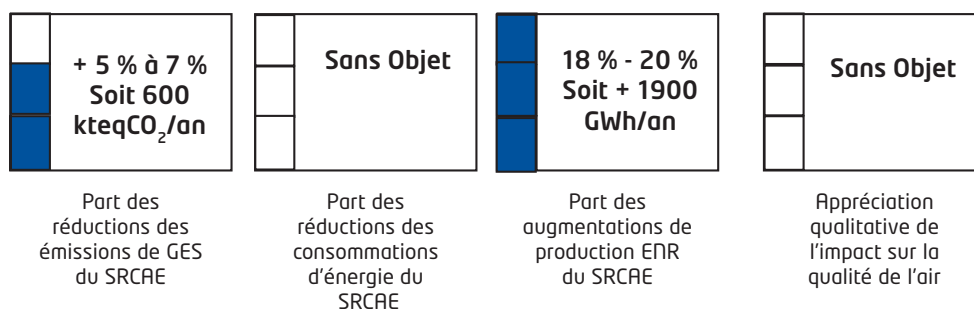 + 5 % à 7 %
Soit 600
kteqCO₂/an
Part des
réductions des
émissions de GES
du SRCAE
Sans Objet
Part des
réductions des
consommations
d'énergie du
SRCAE
18 % - 20 %
Soit + 1900
GWh/an
Part des
augmentations de
production ENR
du SRCAE
Sans Objet
Appréciation
qualitative de
l'impact sur la
qualité de l'air